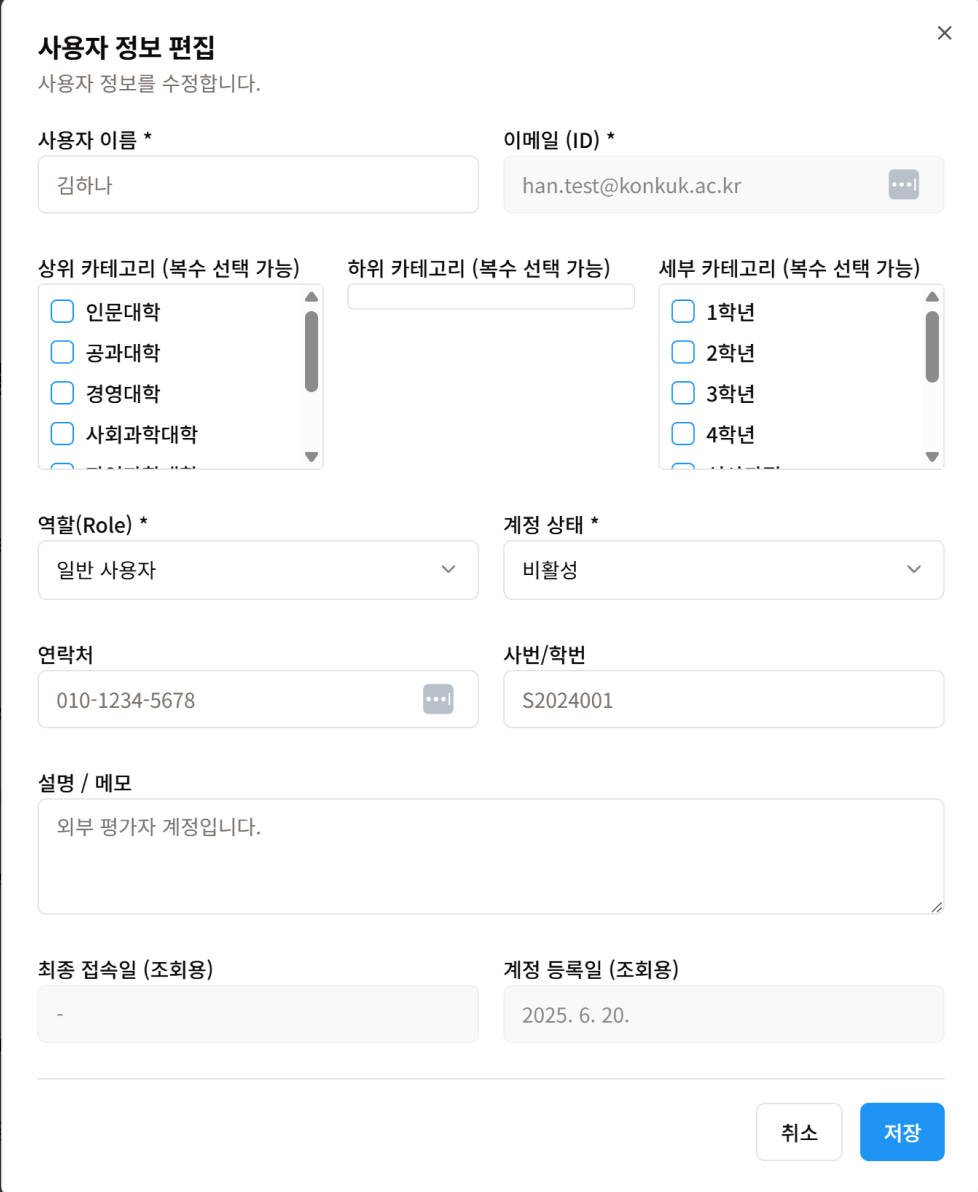 사용자 정보 편집
사용자 정보를 수정합니다.
사용자 이름 *
이메일 (ID) *
김하나
han.test@konkuk.ac.kr
상위 카테고리 (복수 선택 가능)
하위 카테고리 (복수 선택 가능)
세부 카테고리 (복수 선택 가능)
인문대학
공과대학
경영대학
사회과학대학
1학년
2학년
3학년
4학년
역할(Role) *
계정 상태 *
일반 사용자
비활성
연락처
사번/학번
010-1234-5678
S2024001
설명 / 메모
외부 평가자 계정입니다.
최종 접속일 (조회용)
계정 등록일 (조회용)
-
2025. 6. 20.
취소
저장